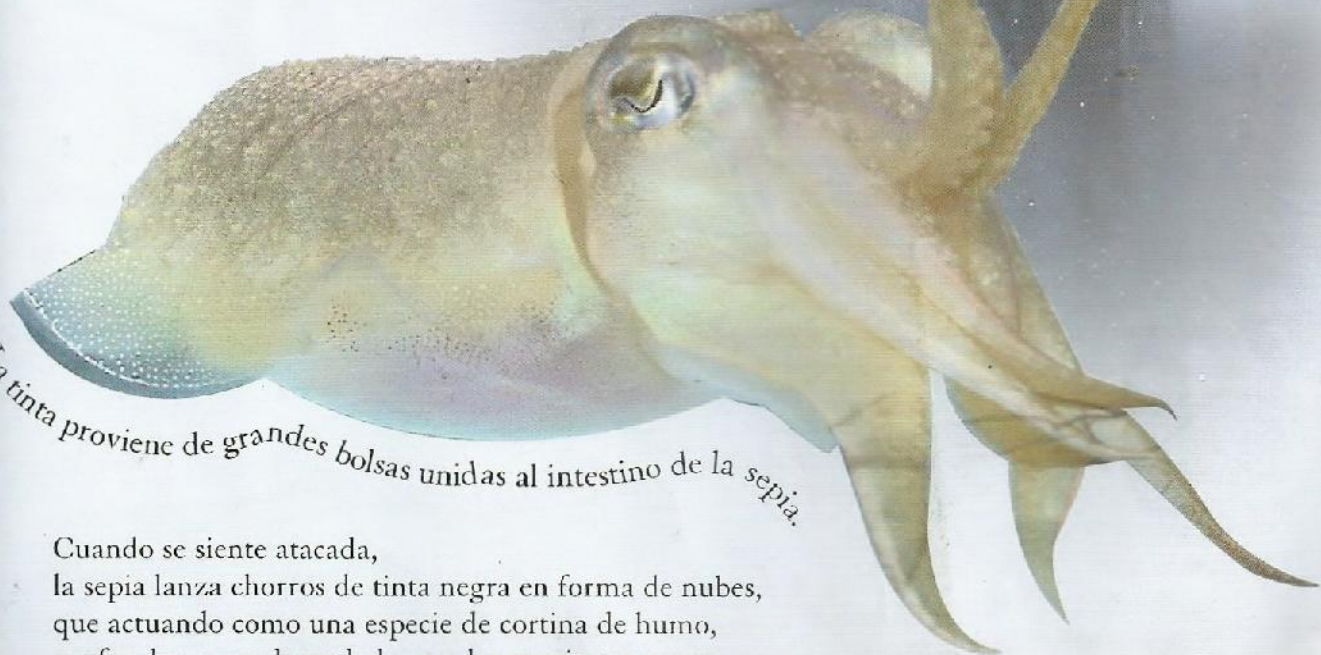 La tinta proviene de grandes bolsas unidas al intestino de la sepia.
Cuando se siente atacada,
la sepia lanza chorros de tinta negra en forma de nubes,
que actuando como una especie de cortina de humo,